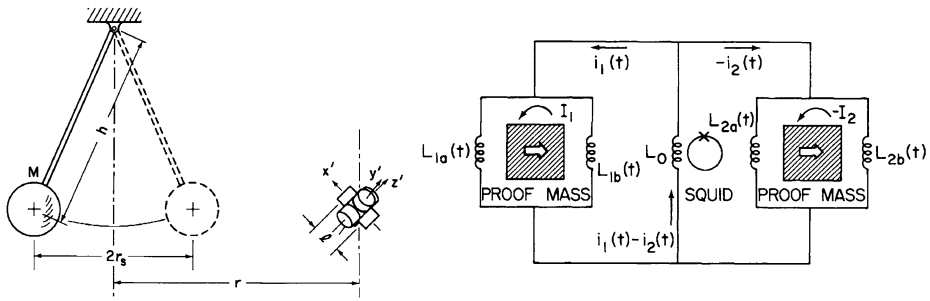 h
M
2r_s
r
x'
y'
z'
ℓ
i_1(t)
-i_2(t)
I_1
-I_2
L_1a(t)
L_1b(t)
L_0
L_2a(t)
L_2b(t)
PROOF MASS
SQUID
PROOF MASS
i_1(t)-i_2(t)